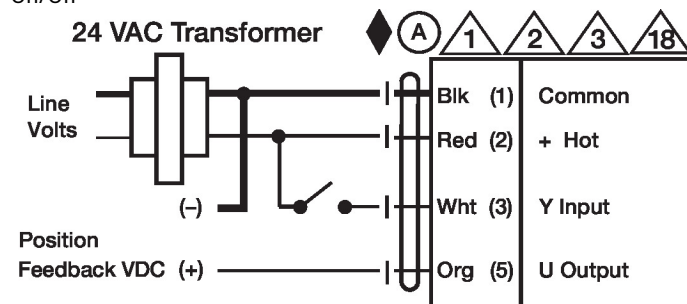 On/Off
24 VAC Transformer
A 1 2 3 18
Line
Volts
Blk (1) Common
Red (2) + Hot
(–) Wht (3) Y Input
Position
Feedback VDC (+) Org (5) U Output